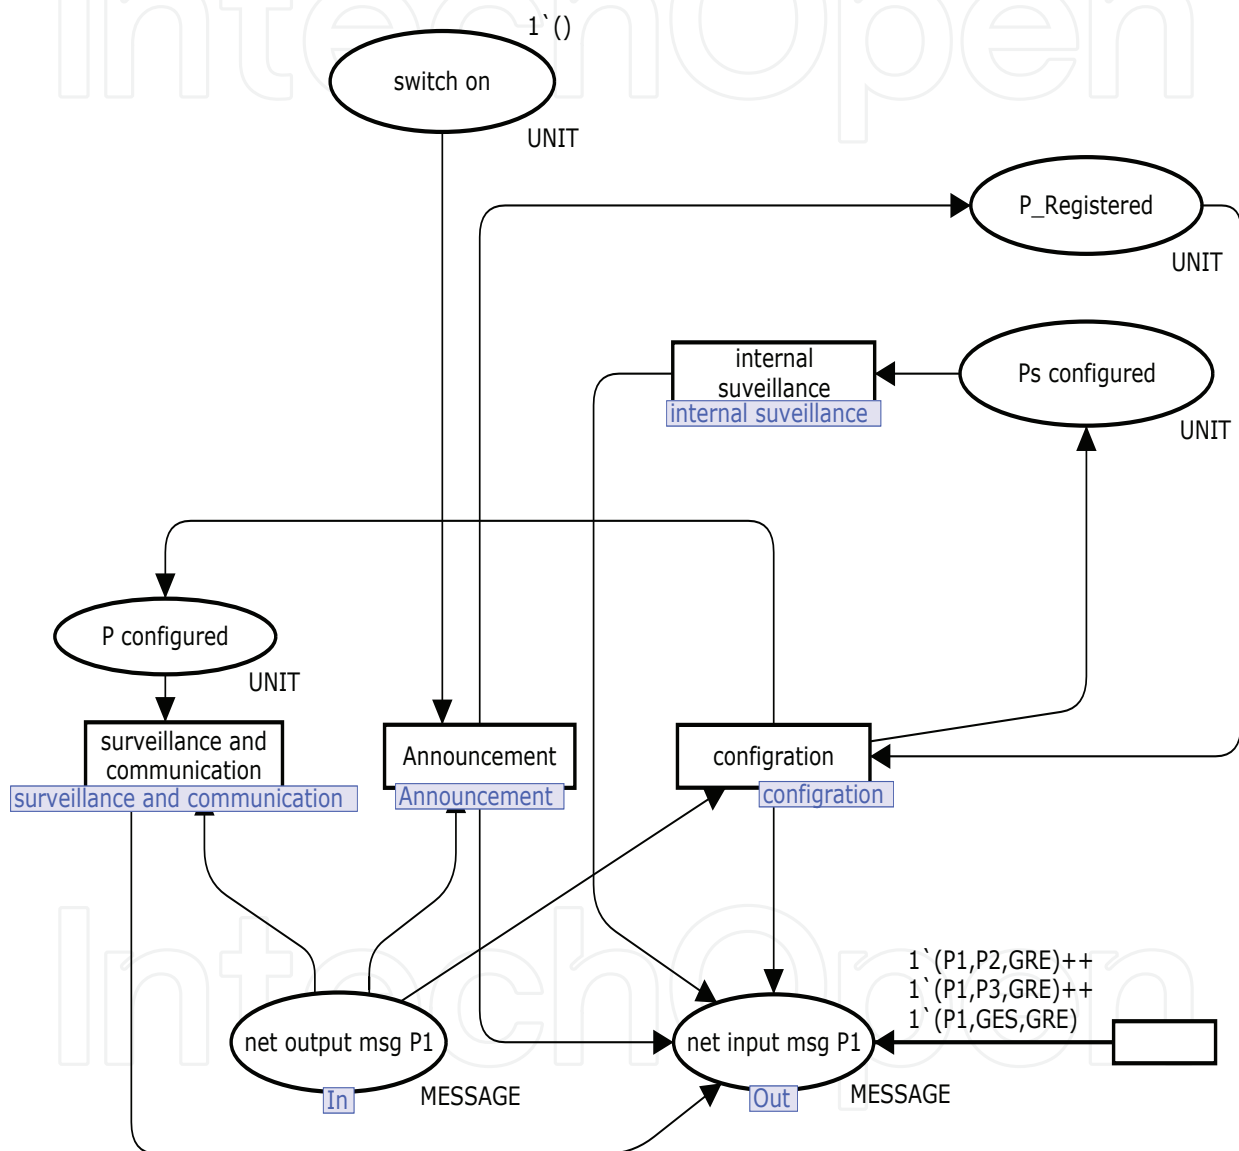 IntechOpen
1`()
switch on
UNIT
P_Registered
UNIT
internal
suveillance
internal suveillance
Ps configured
UNIT
P configured
UNIT
surveillance and
communication
surveillance and communication
Announcement
Announcement
configration
configration
IntechOpen
1`(P1,P2,GRE)++
1`(P1,P3,GRE)++
1`(P1,GES,GRE)
net output msg P1
In
MESSAGE
net input msg P1
Out
MESSAGE